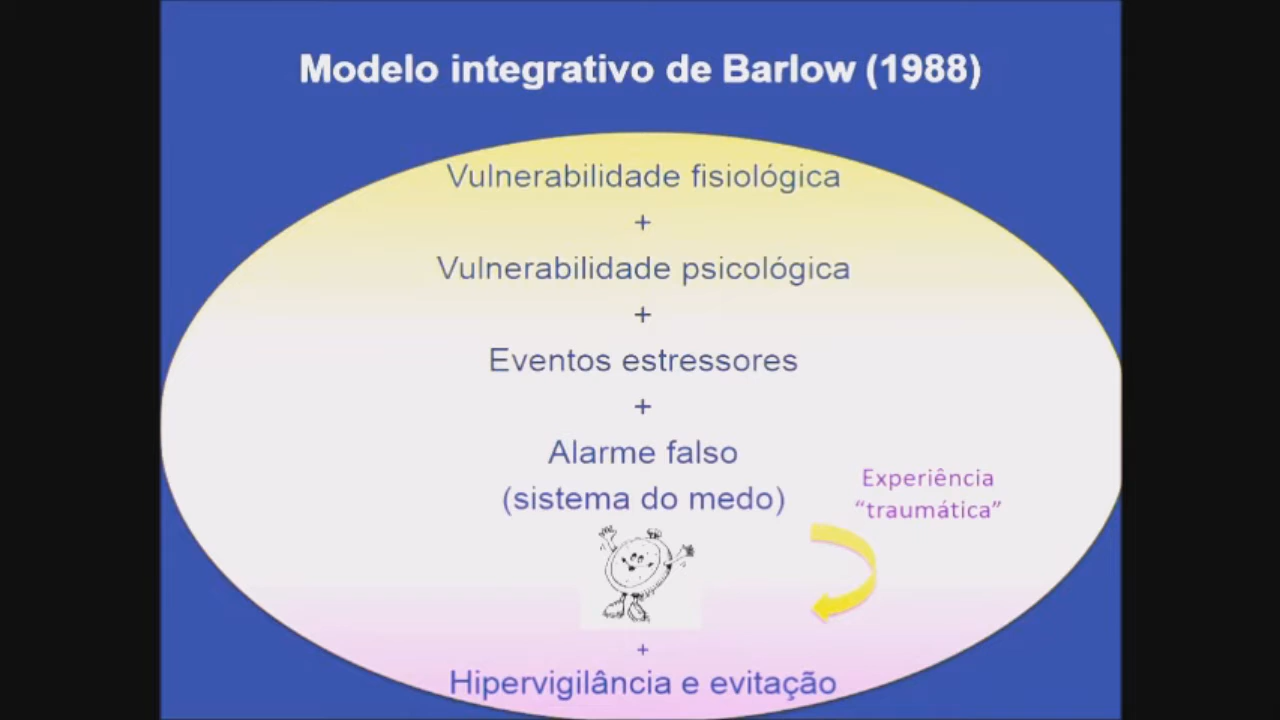 Modelo integrativo de Barlow (1988)
Vulnerabilidade fisiológica
+
Vulnerabilidade psicológica
+
Eventos estressores
+
Alarme falso
(sistema do medo)
Experiência
“traumática”
+
Hipervigilância e evitação